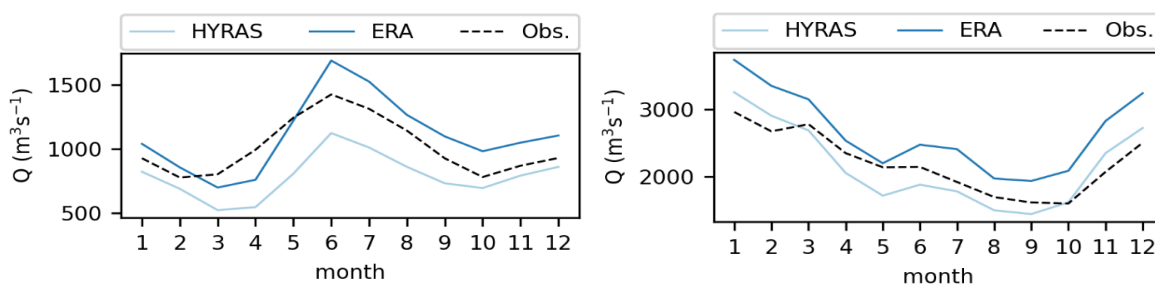 HYRAS ERA Obs.
Q (m³s⁻¹)
1500
1000
500
1 2 3 4 5 6 7 8 9 10 11 12
month
HYRAS ERA Obs.
Q (m³s⁻¹)
3000
2000
1 2 3 4 5 6 7 8 9 10 11 12
month